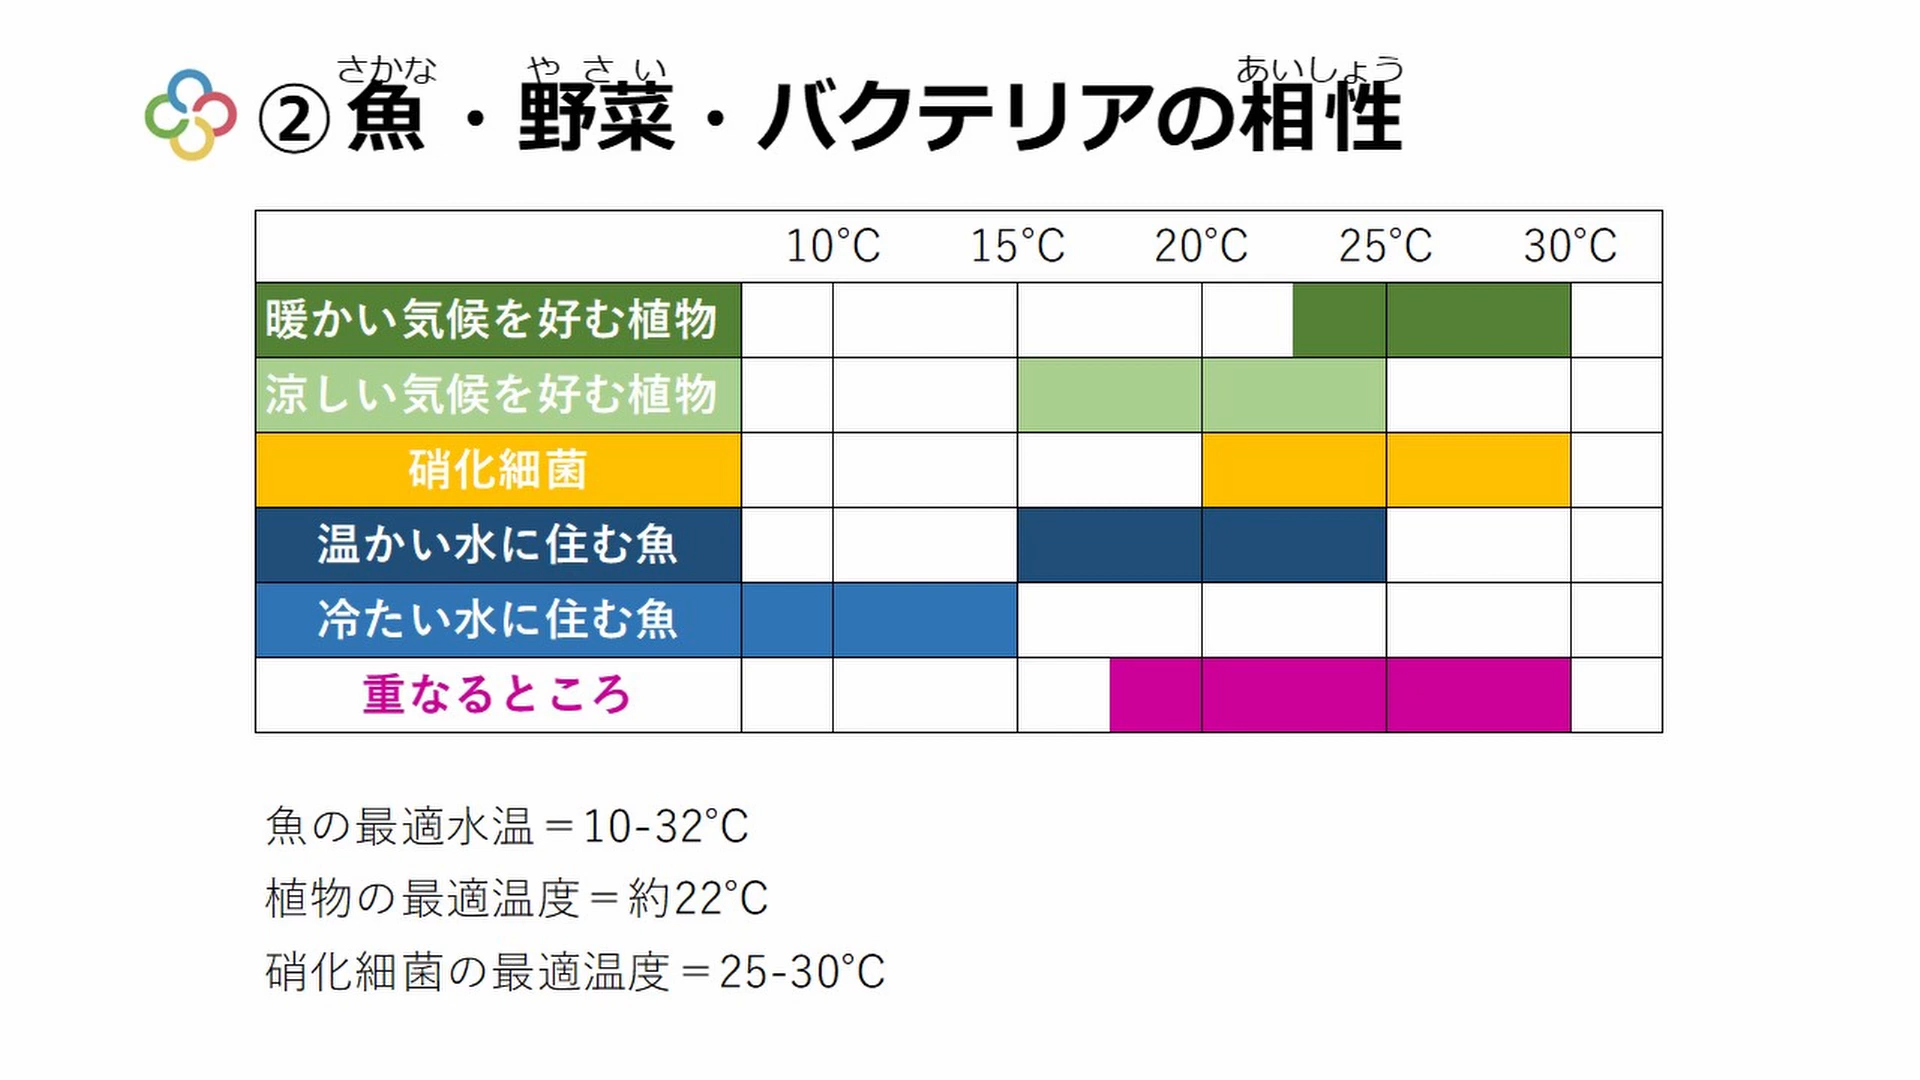 さかな やさい あいしょう
②魚・野菜・バクテリアの相性
10°C 15°C 20°C 25°C 30°C
暖かい気候を好む植物
涼しい気候を好む植物
硝化細菌
温かい水に住む魚
冷たい水に住む魚
重なるところ
魚の最適水温＝10-32°C
植物の最適温度＝約22°C
硝化細菌の最適温度＝25-30°C